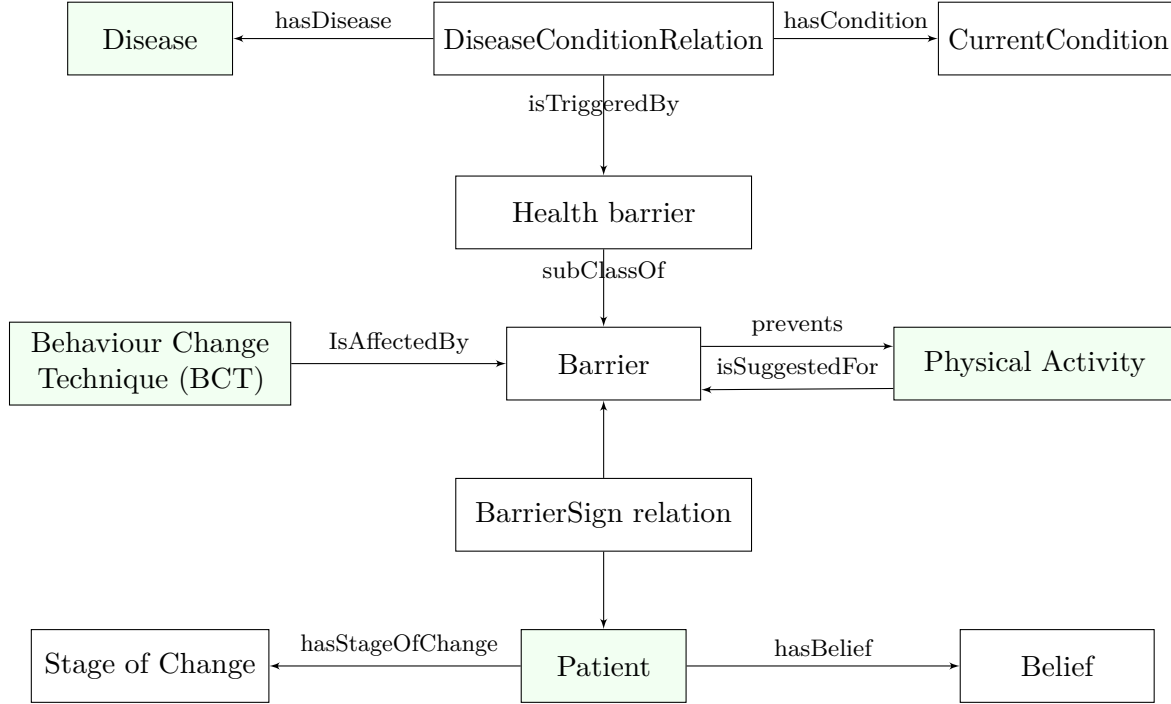 Disease
hasDisease
DiseaseConditionRelation
hasCondition
CurrentCondition
isTriggeredBy
Health barrier
subClassOf
Behaviour Change
Technique (BCT)
IsAffectedBy
Barrier
prevents
isSuggestedFor
Physical Activity
BarrierSign relation
Stage of Change
hasStageOfChange
Patient
hasBelief
Belief